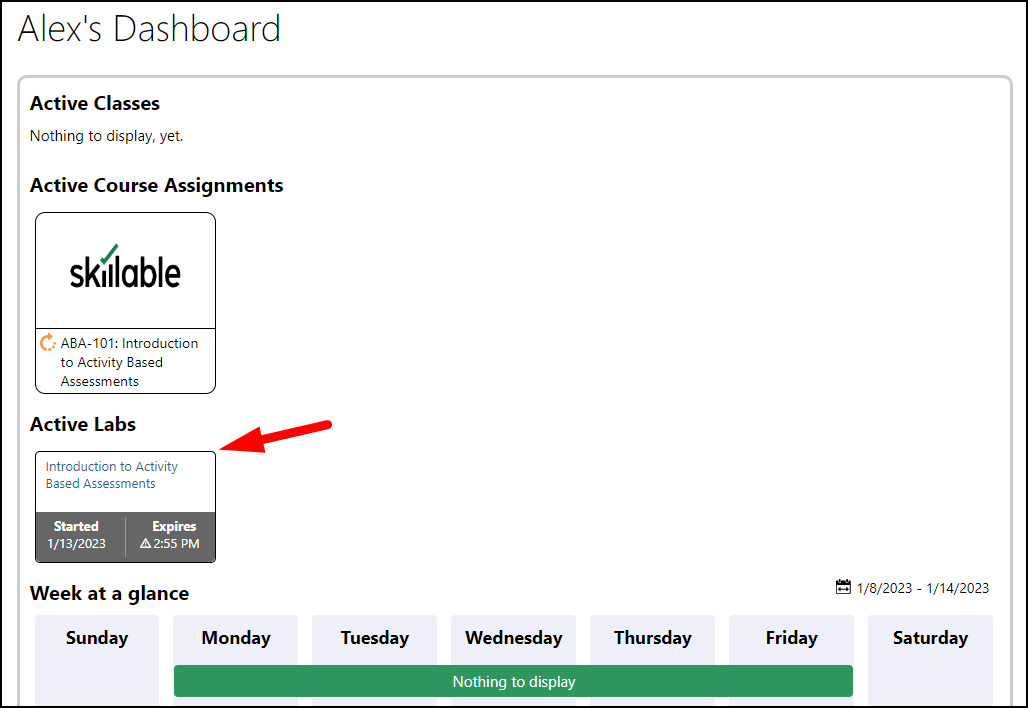 Alex's Dashboard
Active Classes
Nothing to display, yet.
Active Course Assignments
skillable
ABA-101: Introduction
to Activity Based
Assessments
Active Labs
Introduction to Activity
Based Assessments
Started Expires
1/13/2023 2:55 PM
Week at a glance 1/8/2023 - 1/14/2023
Sunday Monday Tuesday Wednesday Thursday Friday Saturday
Nothing to display